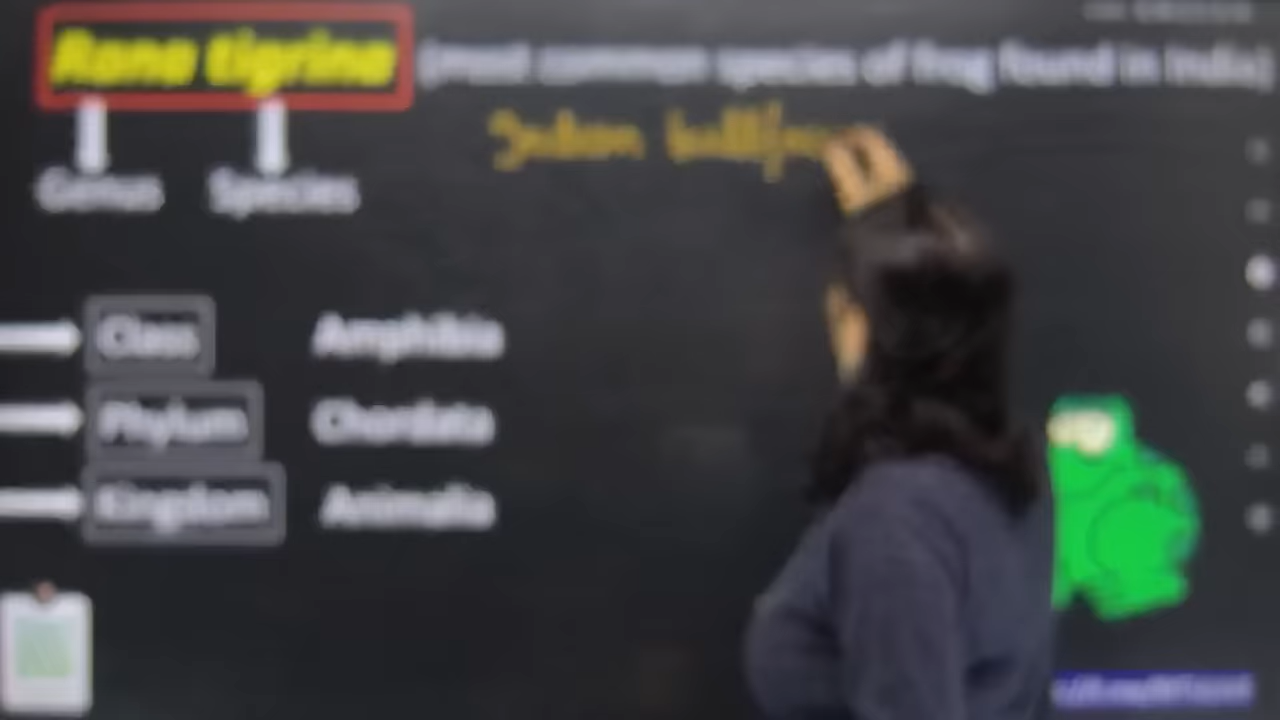 Rana tigrina (most common species of frog found in India)
Indian bullfro
Genus Species
Class Amphibia
Phylum Chordata
Kingdom Animalia